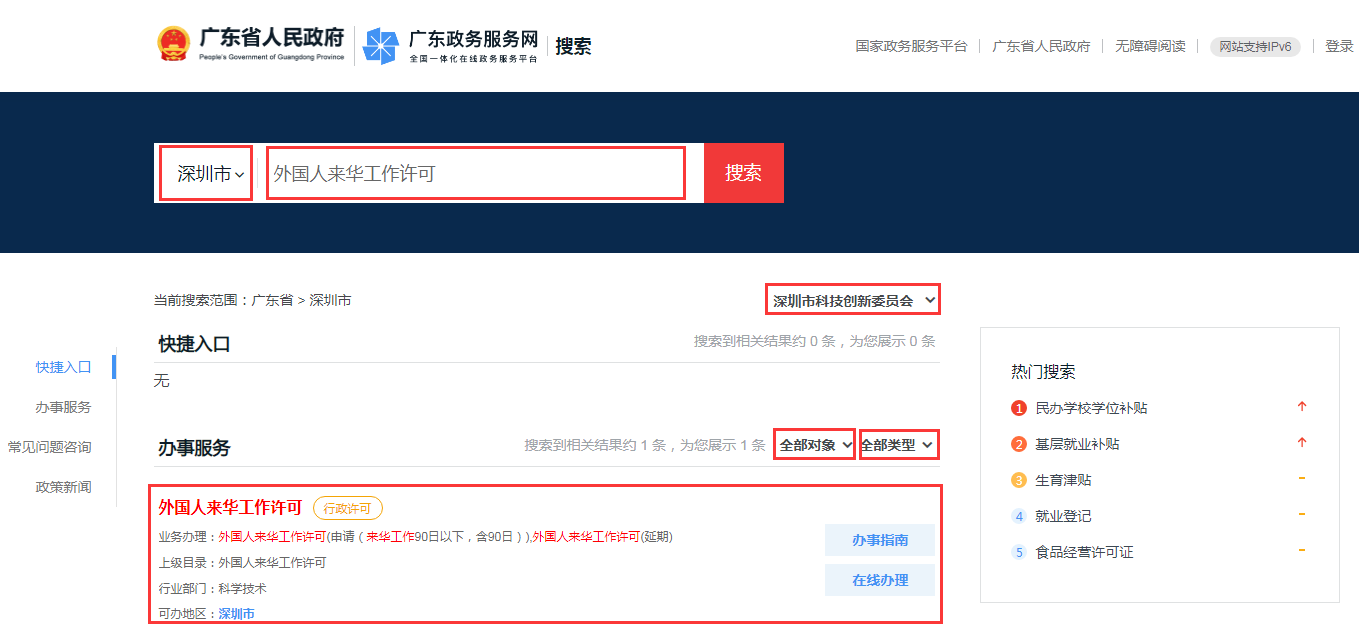 广东省人民政府
People's Government of Guangdong Province
广东政务服务网
全国一体化在线政务服务平台
搜索
国家政务服务平台
广东省人民政府
无障碍阅读
网站支持IPv6
登录
深圳市
外国人来华工作许可
搜索
当前搜索范围：广东省 > 深圳市
深圳市科技创新委员会
快捷入口
办事服务
常见问题咨询
政策新闻
快捷入口
搜索到相关结果约 0 条，为您展示 0 条
无
办事服务
搜索到相关结果约 1 条，为您展示 1 条
全部对象
全部类型
外国人来华工作许可
行政许可
业务办理：外国人来华工作许可(申请（来华工作90日以下，含90日）),外国人来华工作许可(延期)
上级目录：外国人来华工作许可
行业部门：科学技术
可办地区：深圳市
办事指南
在线办理
热门搜索
1 民办学校学位补贴
2 基层就业补贴
3 生育津贴
4 就业登记
5 食品经营许可证